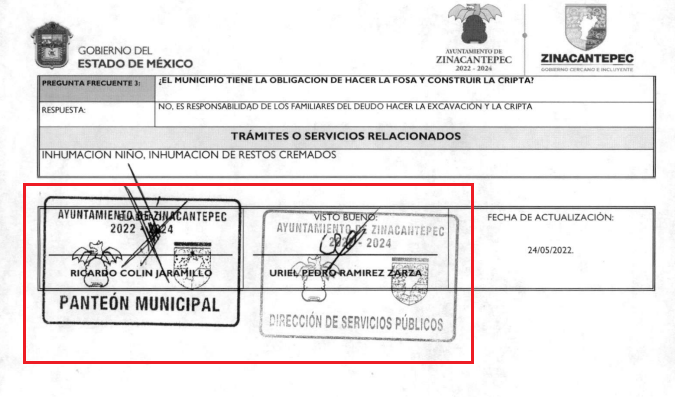 GOBIERNO DEL
ESTADO DE MÉXICO
AYUNTAMIENTO DE
ZINACANTEPEC
2022 - 2024
ZINACANTEPEC
GOBIERNO CERCANO E INCLUYENTE
PREGUNTA FRECUENTE 3:
¿EL MUNICIPIO TIENE LA OBLIGACION DE HACER LA FOSA Y CONSTRUIR LA CRIPTA?
RESPUESTA:
NO, ES RESPONSABILIDAD DE LOS FAMILIARES DEL DEUDO HACER LA EXCAVACIÓN Y LA CRIPTA
TRÁMITES O SERVICIOS RELACIONADOS
INHUMACION NIÑO, INHUMACION DE RESTOS CREMADOS
AYUNTAMIENTO DE ZINACANTEPEC
2022 - 2024
RICARDO COLIN JARAMILLO
PANTEÓN MUNICIPAL
VISTO BUENO:
AYUNTAMIENTO DE ZINACANTEPEC
2022 - 2024
URIEL PEDRO RAMIREZ ZARZA
DIRECCIÓN DE SERVICIOS PÚBLICOS
FECHA DE ACTUALIZACIÓN:
24/05/2022.